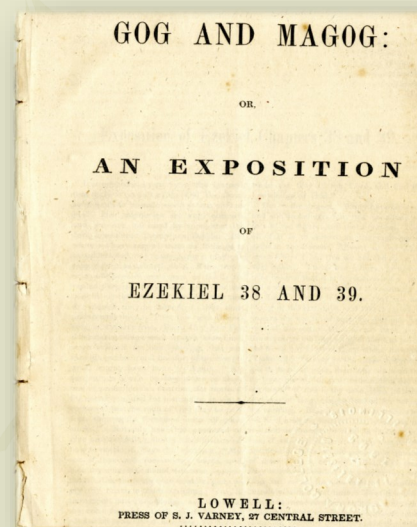 GOG AND MAGOG:
OR,
AN EXPOSITION
OF
EZEKIEL 38 AND 39.
LOWELL:
PRESS OF S. J. VARNEY, 27 CENTRAL STREET.